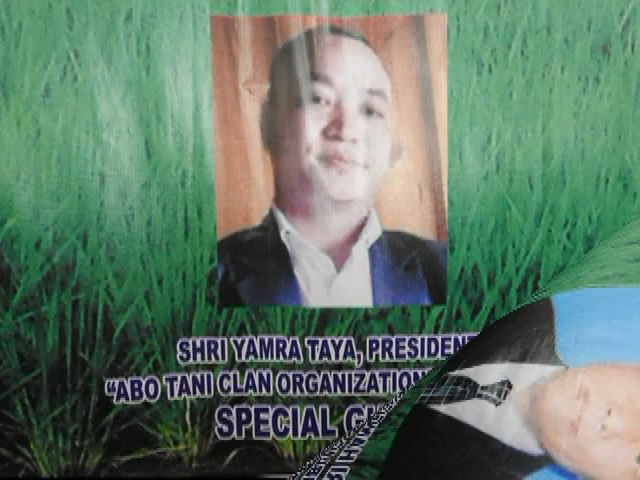 SHRI YAMRA TAYA, PRESIDENT
"ABO TANI CLAN ORGANIZATION
SPECIAL